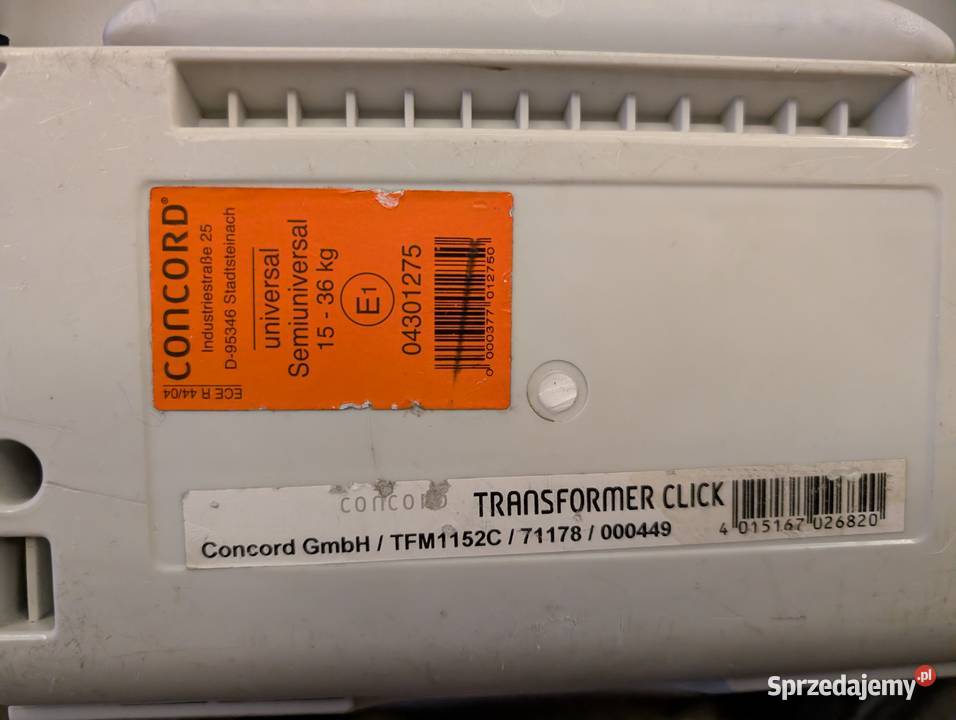 CONCORD®
Industriestraße 25
D-95346 Stadtsteinach
universal
Semiuniversal
15 - 36 kg
E1
04301275
0 000377 012750
ECE R 44/04
concord TRANSFORMER CLICK
Concord GmbH / TFM1152C / 71178 / 000449
4 015167 026820
Sprzedajemy.pl